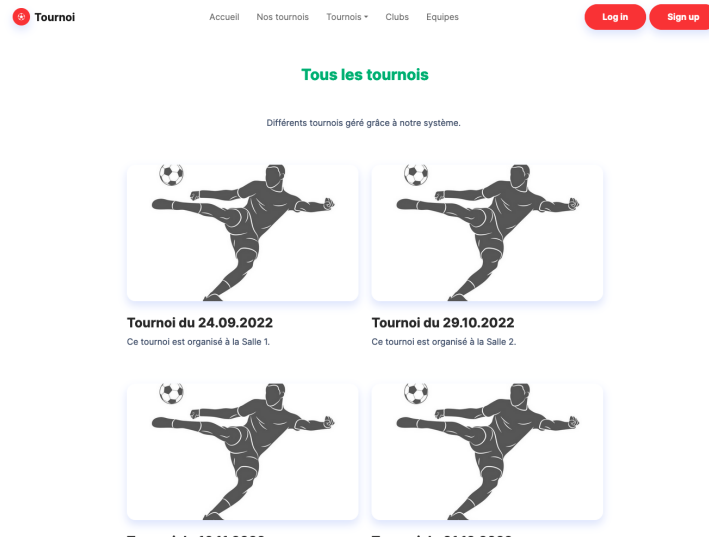 Tournoi
Accueil Nos tournois Tournois Clubs Equipes
Log in Sign up
Tous les tournois
Différents tournois géré grâce à notre système.
Tournoi du 24.09.2022
Ce tournoi est organisé à la Salle 1.
Tournoi du 29.10.2022
Ce tournoi est organisé à la Salle 2.